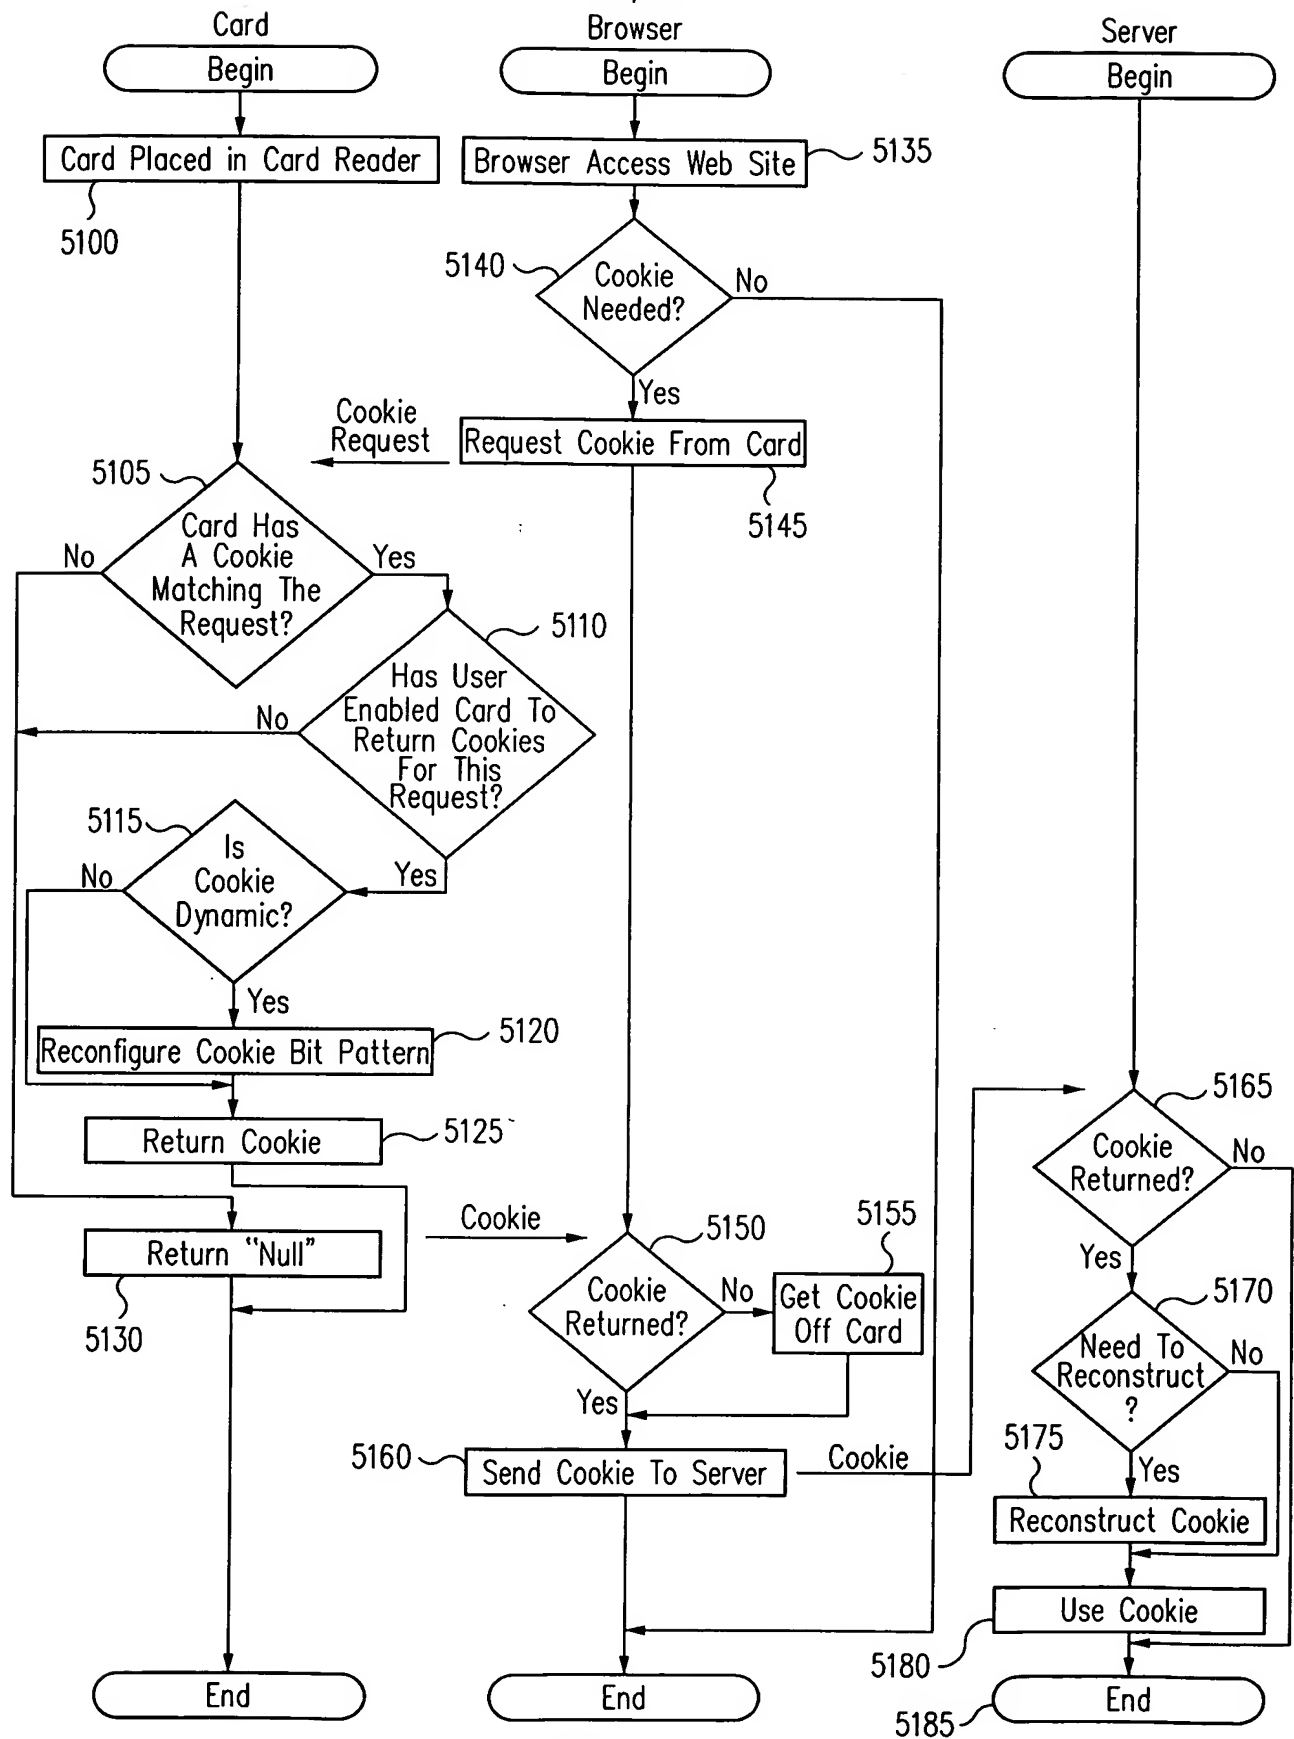 Card
Begin
Card Placed in Card Reader
5100
5105
Card Has
A Cookie
Matching The
Request?
No
Yes
5110
Has User
Enabled Card To
Return Cookies
For This
Request?
No
Yes
5115
Is
Cookie
Dynamic?
No
Yes
Reconfigure Cookie Bit Pattern
5120
Return Cookie
5125
Return "Null"
5130
End
Browser
Begin
Browser Access Web Site
5135
5140
Cookie
Needed?
No
Yes
Cookie
Request
Request Cookie From Card
5145
Cookie
5150
Cookie
Returned?
No
5155
Get Cookie
Off Card
Yes
5160
Send Cookie To Server
Cookie
End
Server
Begin
5165
Cookie
Returned?
No
Yes
5170
Need To
Reconstruct
?
No
Yes
5175
Reconstruct Cookie
Use Cookie
5180
End
5185